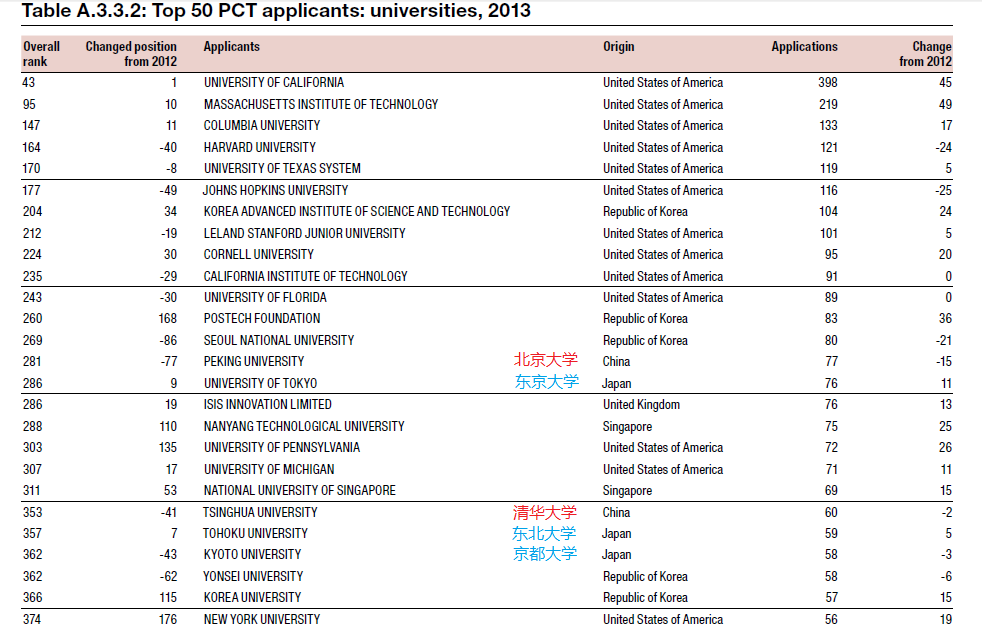 Table A.3.3.2: Top 50 PCT applicants: universities, 2013
Overall rank Changed position from 2012 Applicants Origin Applications Change from 2012
43 1 UNIVERSITY OF CALIFORNIA United States of America 398 45
95 10 MASSACHUSETTS INSTITUTE OF TECHNOLOGY United States of America 219 49
147 11 COLUMBIA UNIVERSITY United States of America 133 17
164 -40 HARVARD UNIVERSITY United States of America 121 -24
170 -8 UNIVERSITY OF TEXAS SYSTEM United States of America 119 5
177 -49 JOHNS HOPKINS UNIVERSITY United States of America 116 -25
204 34 KOREA ADVANCED INSTITUTE OF SCIENCE AND TECHNOLOGY Republic of Korea 104 24
212 -19 LELAND STANFORD JUNIOR UNIVERSITY United States of America 101 5
224 30 CORNELL UNIVERSITY United States of America 95 20
235 -29 CALIFORNIA INSTITUTE OF TECHNOLOGY United States of America 91 0
243 -30 UNIVERSITY OF FLORIDA United States of America 89 0
260 168 POSTECH FOUNDATION Republic of Korea 83 36
269 -86 SEOUL NATIONAL UNIVERSITY Republic of Korea 80 -21
281 -77 PEKING UNIVERSITY 北京大学 China 77 -15
286 9 UNIVERSITY OF TOKYO 东京大学 Japan 76 11
286 19 ISIS INNOVATION LIMITED United Kingdom 76 13
288 110 NANYANG TECHNOLOGICAL UNIVERSITY Singapore 75 25
303 135 UNIVERSITY OF PENNSYLVANIA United States of America 72 26
307 17 UNIVERSITY OF MICHIGAN United States of America 71 11
311 53 NATIONAL UNIVERSITY OF SINGAPORE Singapore 69 15
353 -41 TSINGHUA UNIVERSITY 清华大学 China 60 -2
357 7 TOHOKU UNIVERSITY 东北大学 Japan 59 5
362 -43 KYOTO UNIVERSITY 京都大学 Japan 58 -3
362 -62 YONSEI UNIVERSITY Republic of Korea 58 -6
366 115 KOREA UNIVERSITY Republic of Korea 57 15
374 176 NEW YORK UNIVERSITY United States of America 56 19